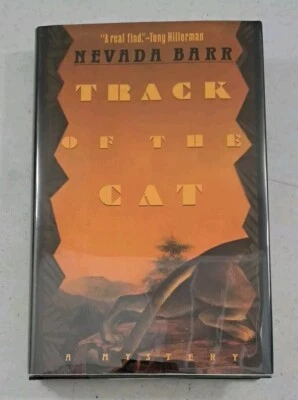 "A real find."–Tony Hillerman
NEVADA BARR
TRACK
OF THE
CAT
A MYSTERY